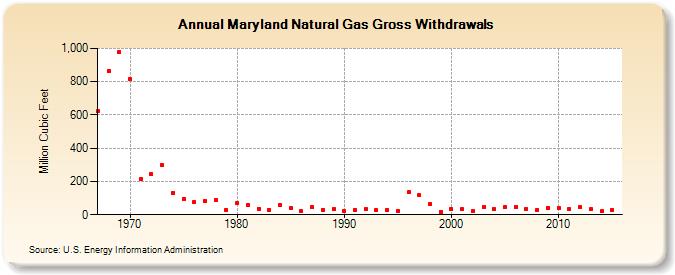 Annual Maryland Natural Gas Gross Withdrawals
Million Cubic Feet
1,000
800
600
400
200
0
1970 1980 1990 2000 2010
Source: U.S. Energy Information Administration